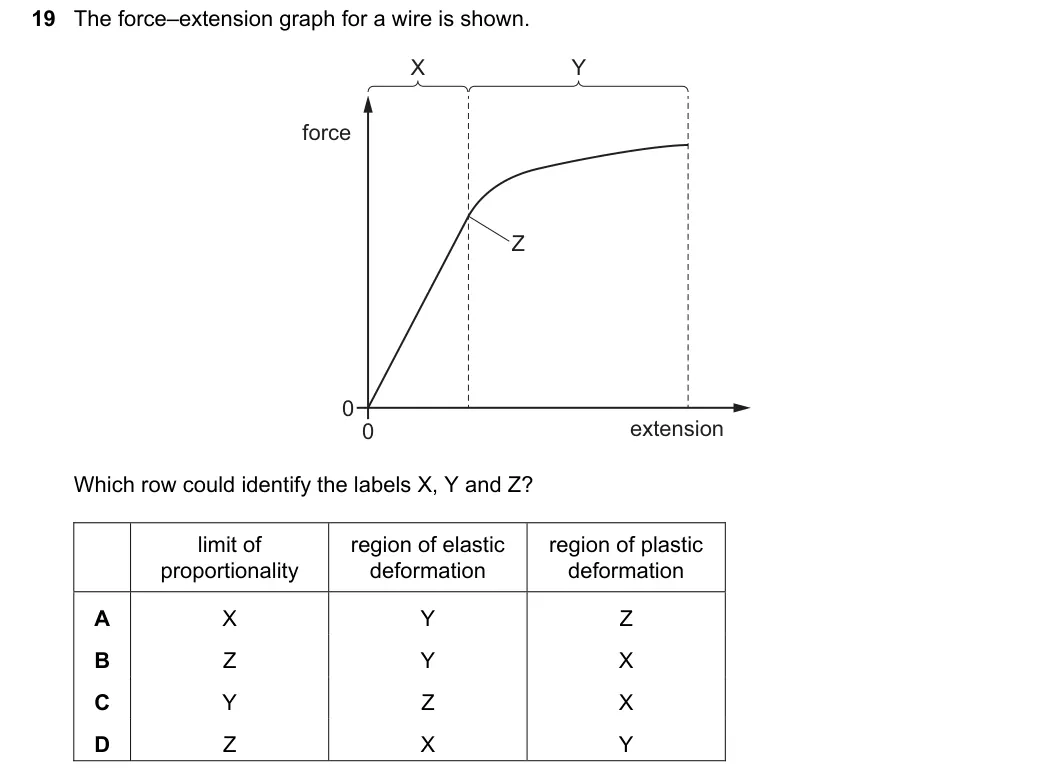 19 The force–extension graph for a wire is shown.
X Y
force
Z
0
0
extension
Which row could identify the labels X, Y and Z?
limit of proportionality region of elastic deformation region of plastic deformation
A X Y Z
B Z Y X
C Y Z X
D Z X Y